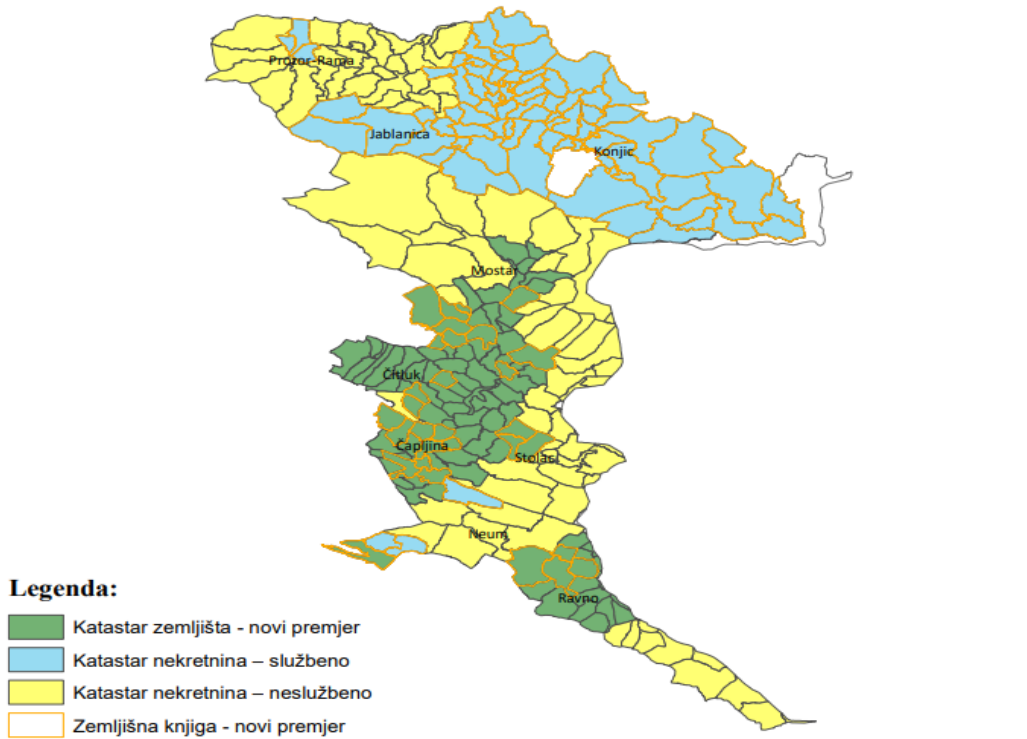 Prozor-Rama
Jablanica
Konjic
Mostar
Čitluk
Čapljina
Stolac
Neum
Ravno
Legenda:
Katastar zemljišta - novi premjer
Katastar nekretnina – službeno
Katastar nekretnina – neslužbeno
Zemljišna knjiga - novi premjer